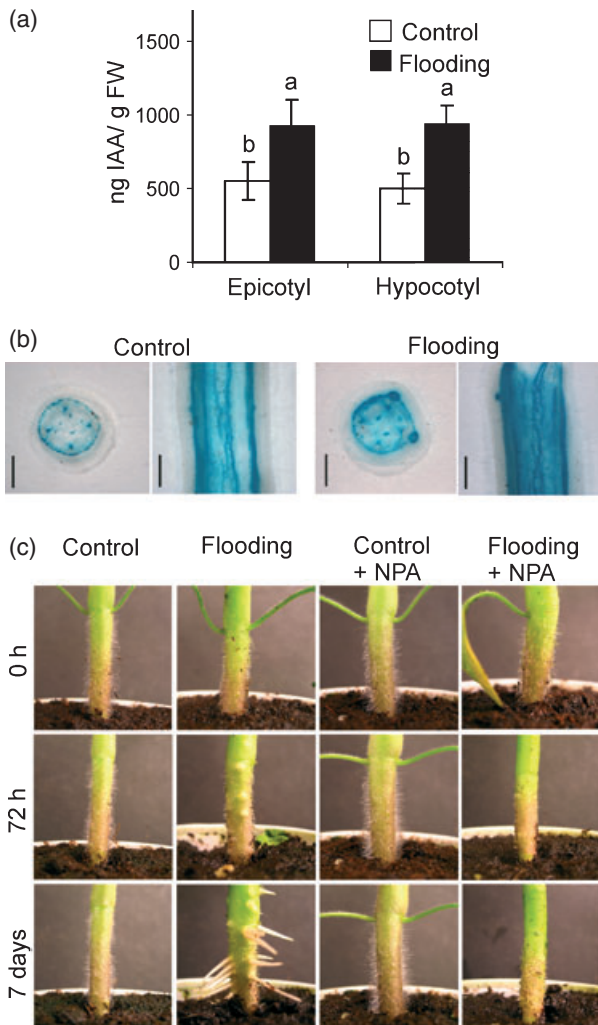 (a)
1500
1000
500
0
ng IAA/ g FW
Control
Flooding
b
a
b
a
Epicotyl
Hypocotyl
(b)
Control
Flooding
(c)
Control
Flooding
Control
+ NPA
Flooding
+ NPA
0 h
72 h
7 days